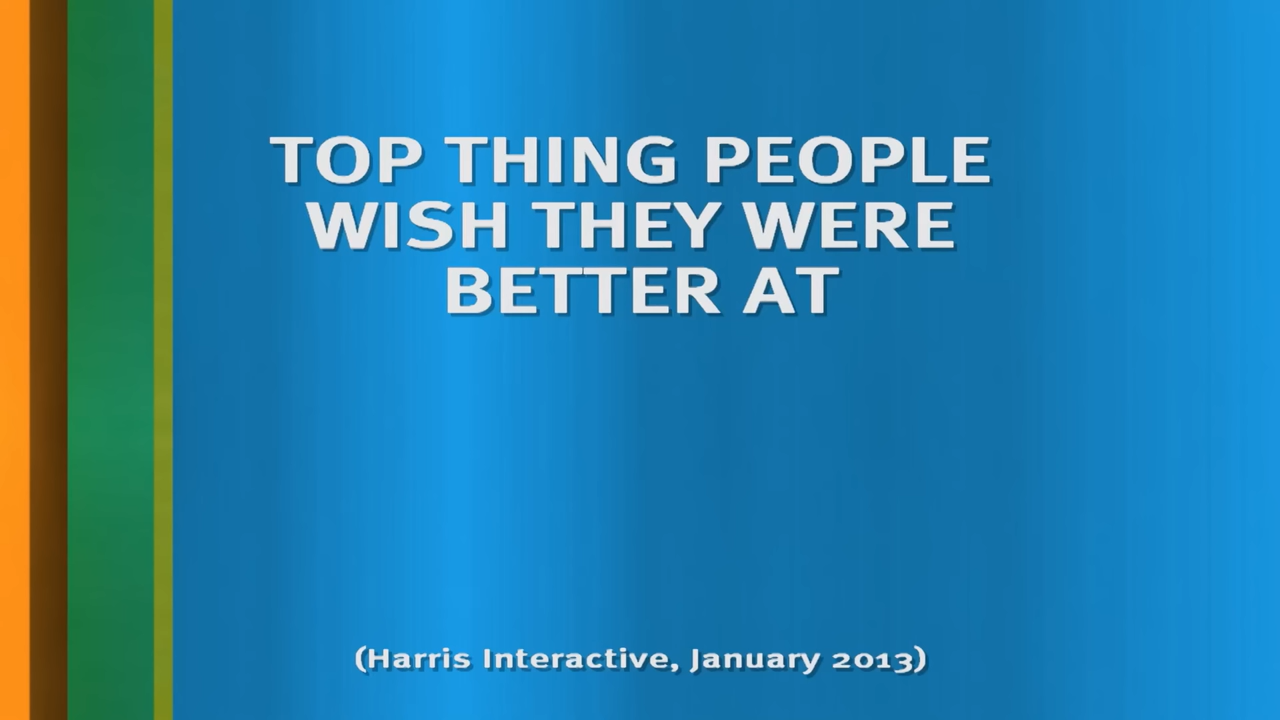 TOP THING PEOPLE
WISH THEY WERE
BETTER AT
(Harris Interactive, January 2013)